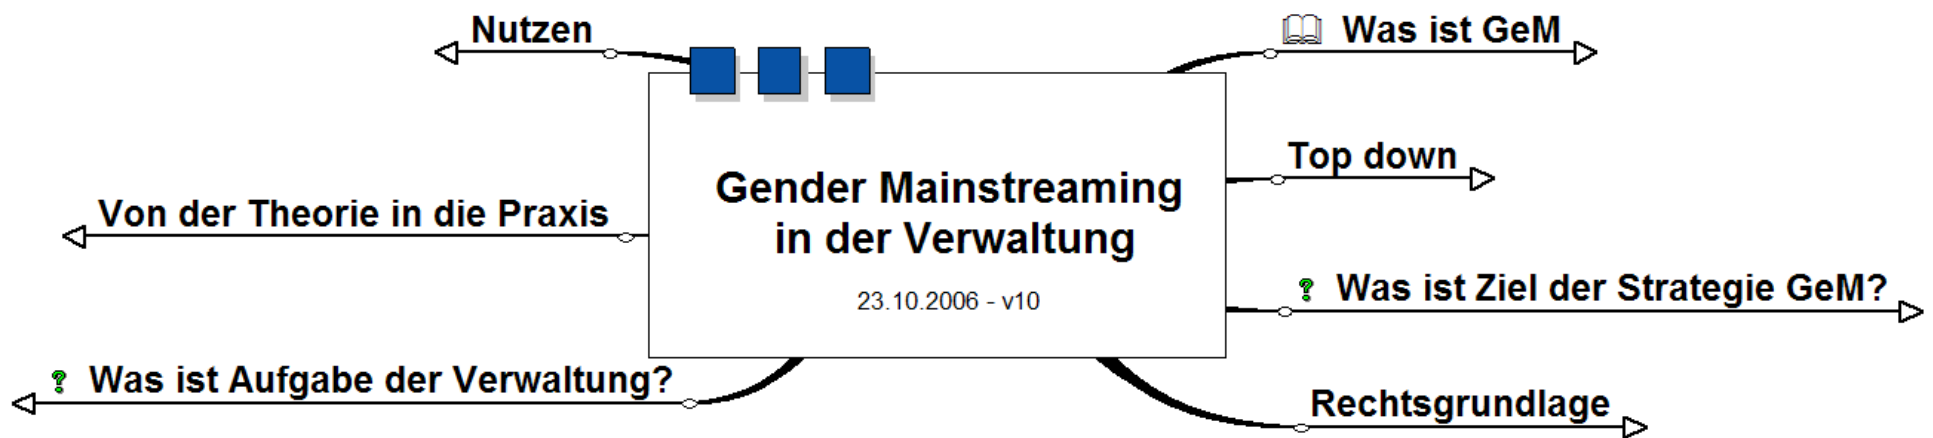 Nutzen
Was ist GeM
Top down
Gender Mainstreaming
in der Verwaltung
23.10.2006 - v10
Von der Theorie in die Praxis
? Was ist Ziel der Strategie GeM?
? Was ist Aufgabe der Verwaltung?
Rechtsgrundlage